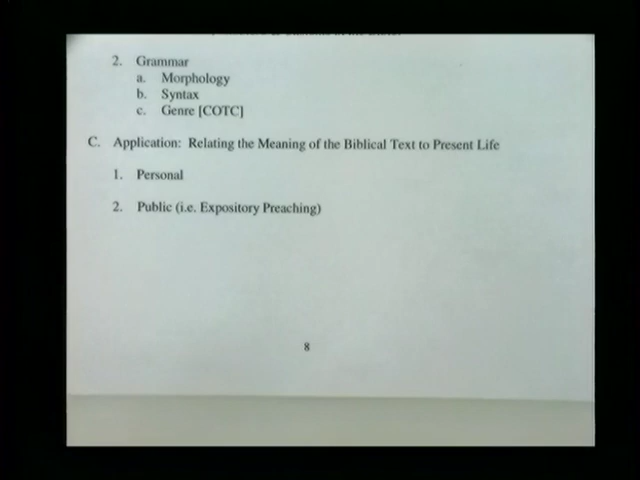 2. Grammar
a. Morphology
b. Syntax
c. Genre [COTC]
C. Application: Relating the Meaning of the Biblical Text to Present Life
1. Personal
2. Public (i.e. Expository Preaching)
8